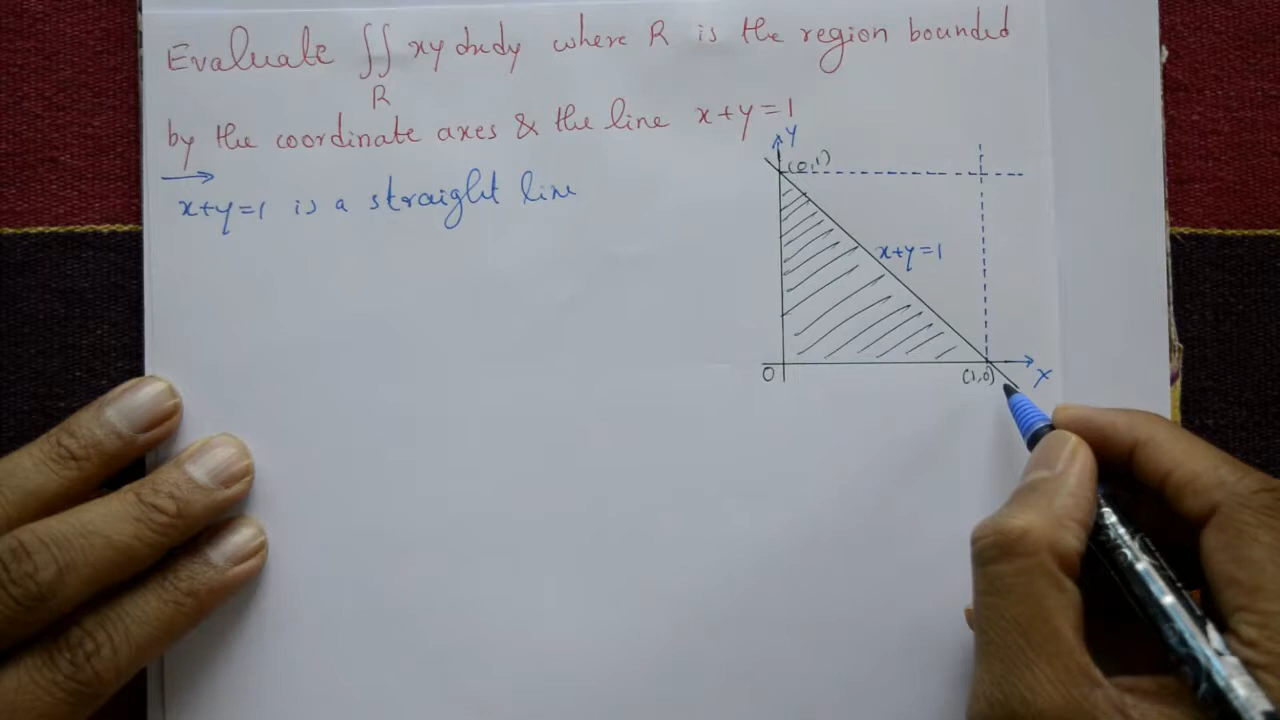 Evaluate ∬ xy dxdy where R is the region bounded
R
by the coordinate axes & the line x+y=1
x+y=1 is a straight line
y
(0,1)
x+y=1
O
(1,0)
x